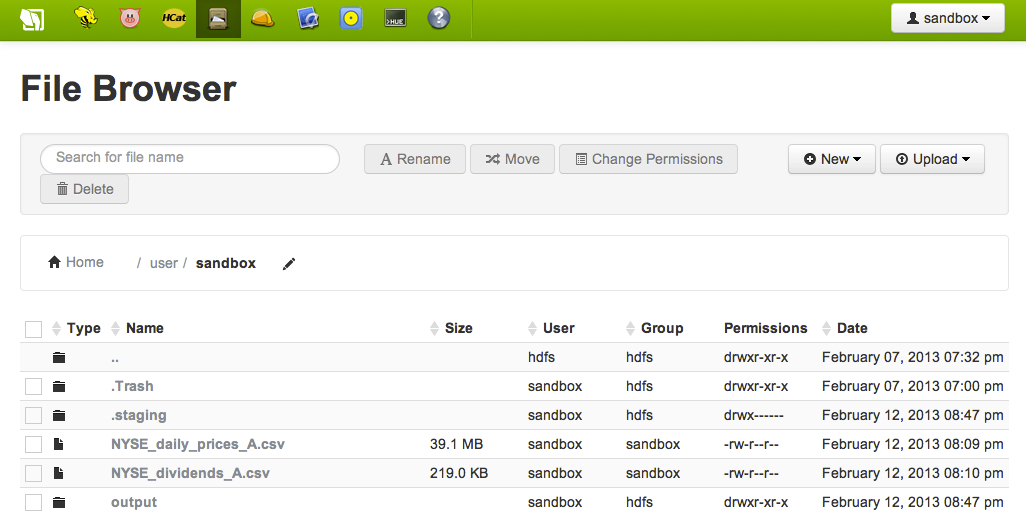 HCat
>HUE
?
sandbox
File Browser
Search for file name
A Rename
Move
Change Permissions
New
Upload
Delete
Home / user / sandbox
Type Name Size User Group Permissions Date
.. hdfs hdfs drwxr-xr-x February 07, 2013 07:32 pm
.Trash sandbox hdfs drwxr-xr-x February 07, 2013 07:00 pm
.staging sandbox hdfs drwx------ February 12, 2013 08:47 pm
NYSE_daily_prices_A.csv 39.1 MB sandbox sandbox -rw-r--r-- February 12, 2013 08:09 pm
NYSE_dividends_A.csv 219.0 KB sandbox sandbox -rw-r--r-- February 12, 2013 08:10 pm
output sandbox hdfs drwxr-xr-x February 12, 2013 08:47 pm